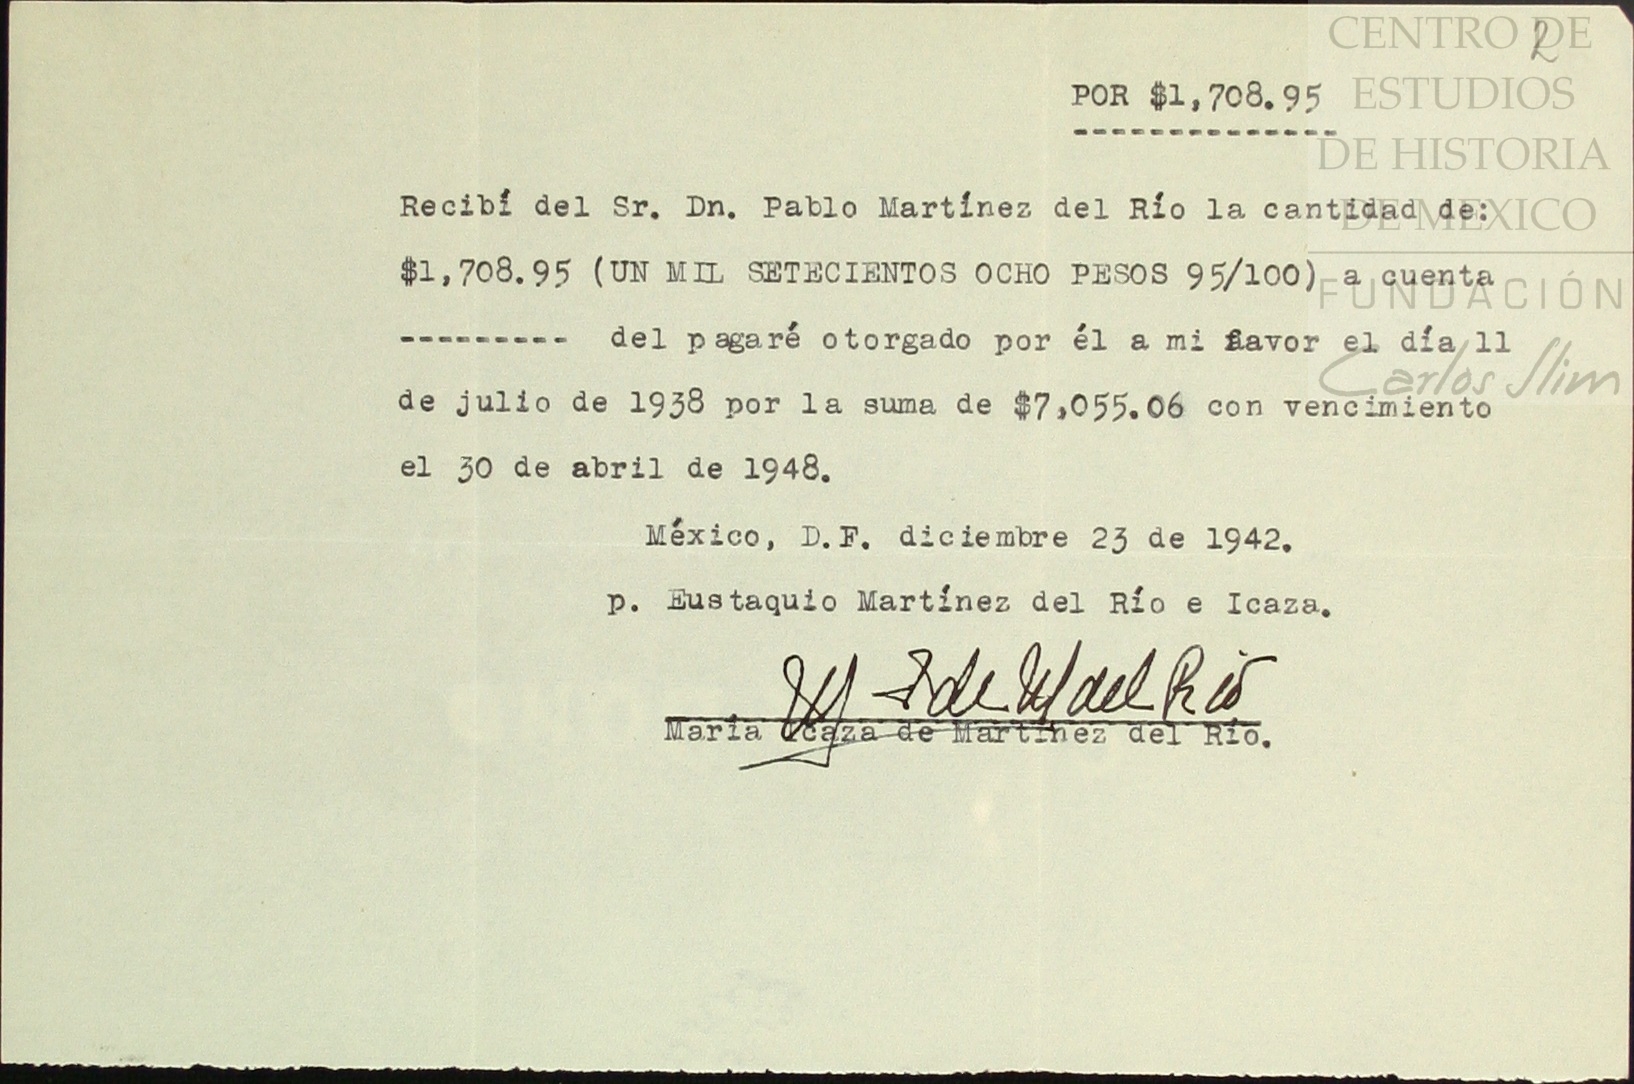 2
CENTRO DE
ESTUDIOS
DE HISTORIA
DE MEXICO
FUNDACIÓN
Carlos Slim
POR $1,708.95
--------------
Recibí del Sr. Dn. Pablo Martínez del Río la cantidad de:
$1,708.95 (UN MIL SETECIENTOS OCHO PESOS 95/100) a cuenta
--------- del pagaré otorgado por él a mi favor el día 11
de julio de 1938 por la suma de $7,055.06 con vencimiento
el 30 de abril de 1948.
México, D.F. diciembre 23 de 1942.
p. Eustaquio Martínez del Río e Icaza.
M I de M del Río
María Icaza de Martínez del Río.